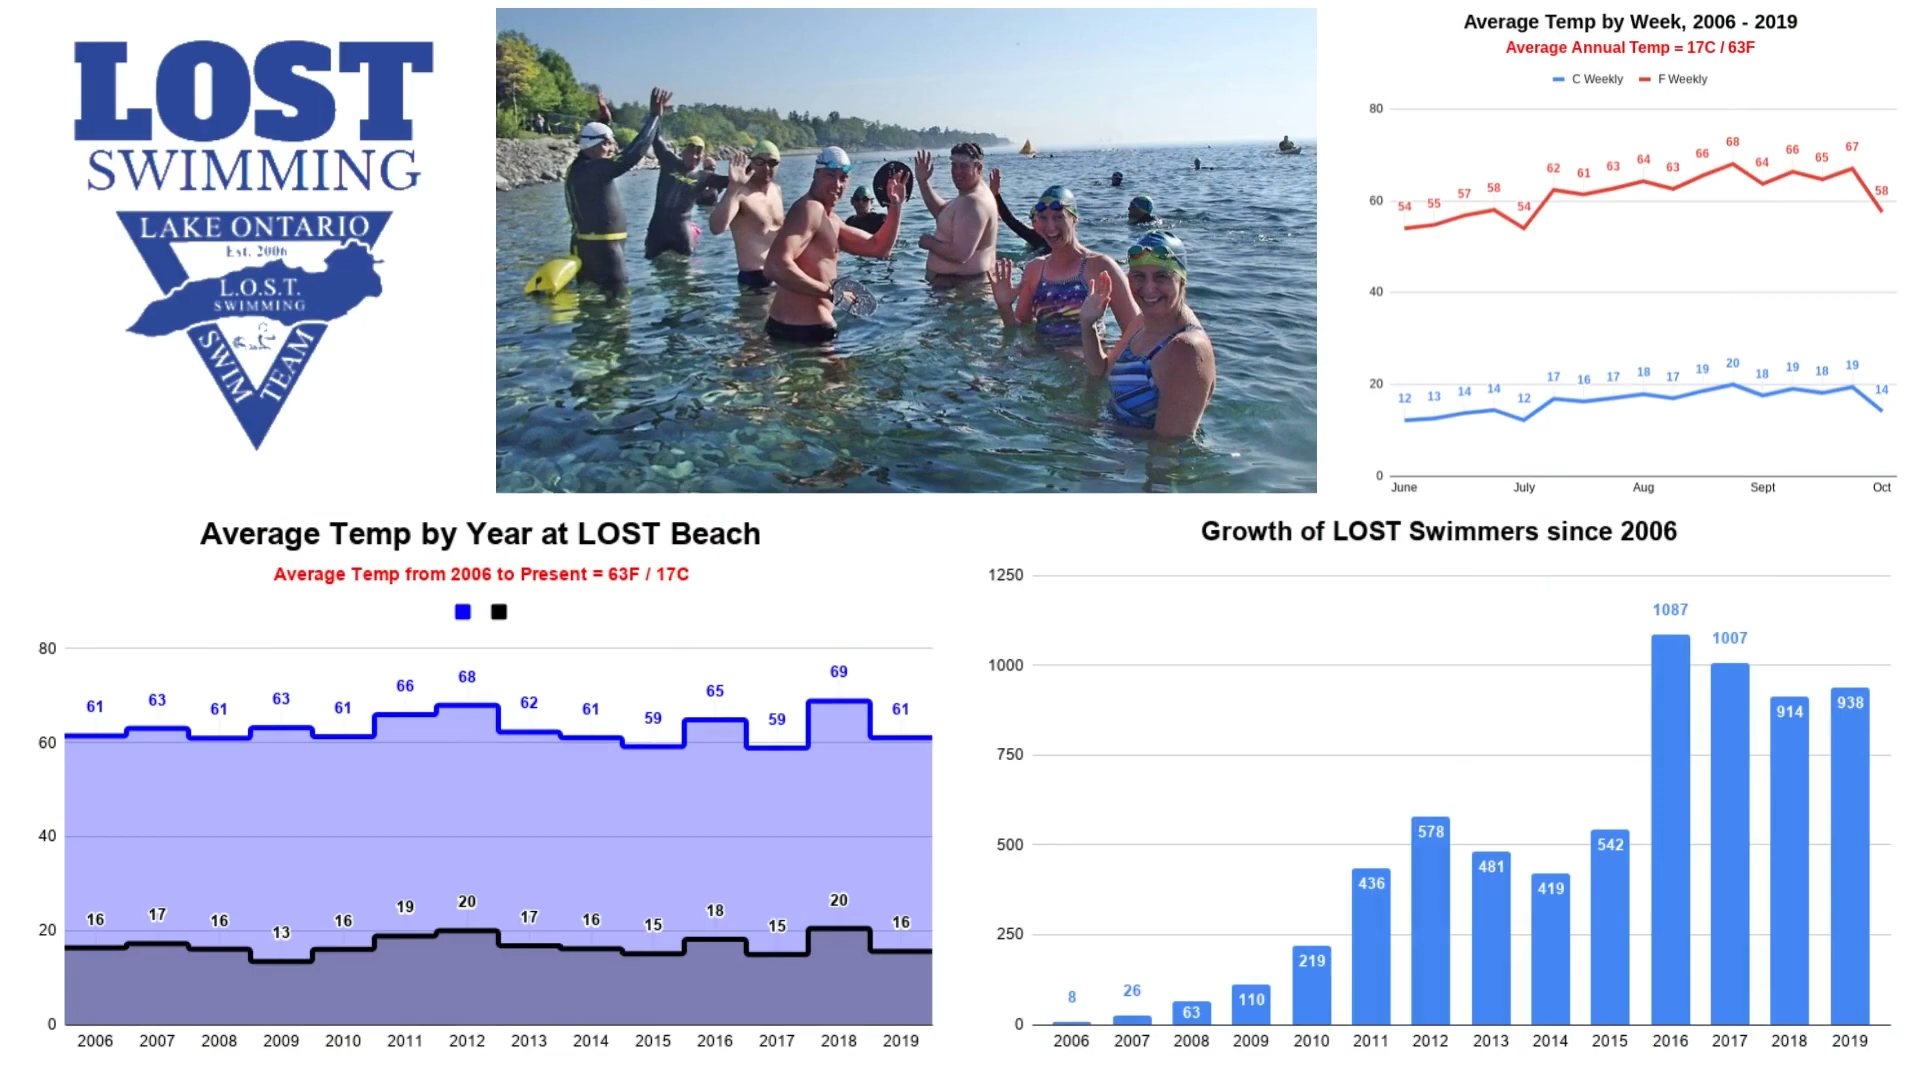 LOST
SWIMMING
LAKE ONTARIO
Est. 2006
L.O.S.T.
SWIMMING
SWIM TEAM
Average Temp by Week, 2006 - 2019
Average Annual Temp = 17C / 63F
C Weekly F Weekly
80
60
40
20
0
54 55 57 58 54 62 61 63 64 63 66 68 64 66 65 67 58
12 13 14 14 12 17 16 17 18 17 19 20 18 19 18 19 14
June July Aug Sept Oct
Average Temp by Year at LOST Beach
Average Temp from 2006 to Present = 63F / 17C
80
60
40
20
0
61 63 61 63 61 66 68 62 61 59 65 59 69 61
16 17 16 13 16 19 20 17 16 15 18 15 20 16
2006 2007 2008 2009 2010 2011 2012 2013 2014 2015 2016 2017 2018 2019
Growth of LOST Swimmers since 2006
1250
1000
750
500
250
0
8 26 63 110 219 436 578 481 419 542 1087 1007 914 938
2006 2007 2008 2009 2010 2011 2012 2013 2014 2015 2016 2017 2018 2019